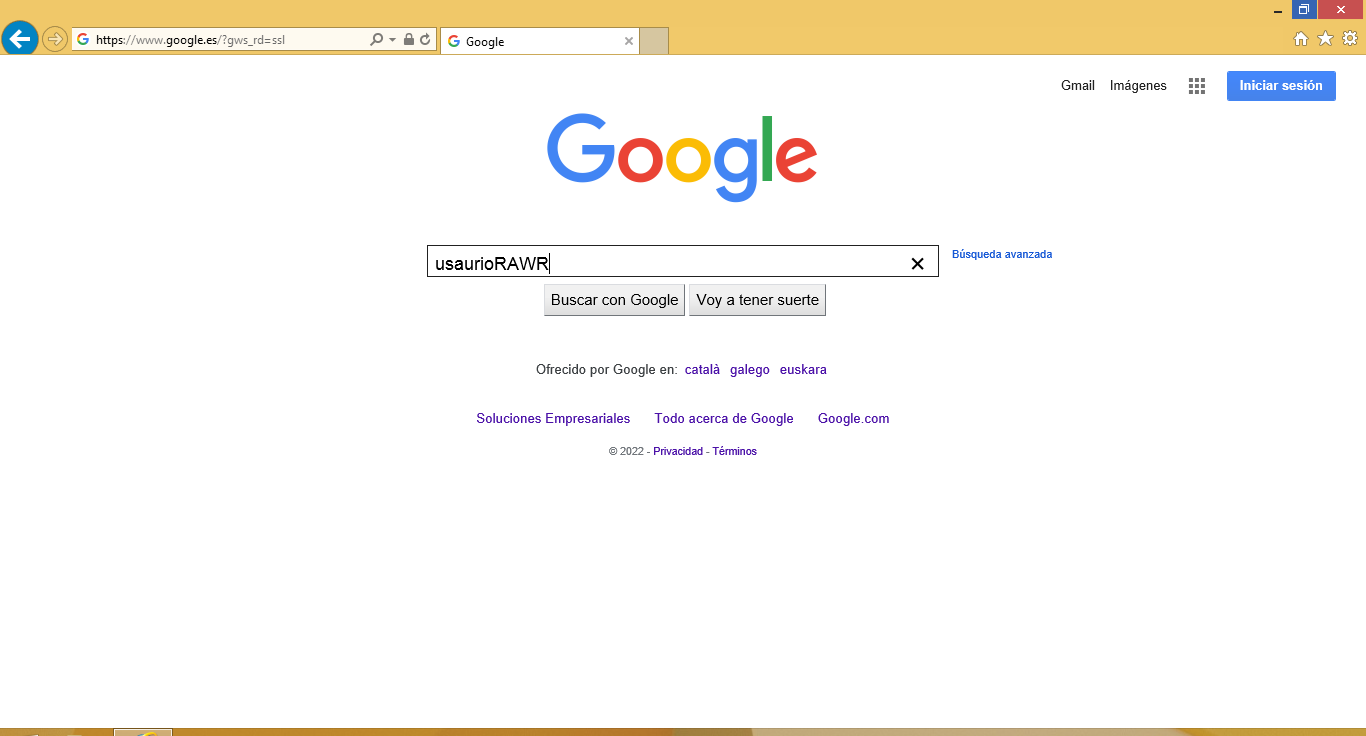 https://www.google.es/?gws_rd=ssl
Google
Gmail Imágenes Iniciar sesión
Google
usaurioRAWR
Búsqueda avanzada
Buscar con Google Voy a tener suerte
Ofrecido por Google en: català galego euskara
Soluciones Empresariales Todo acerca de Google Google.com
© 2022 - Privacidad - Términos